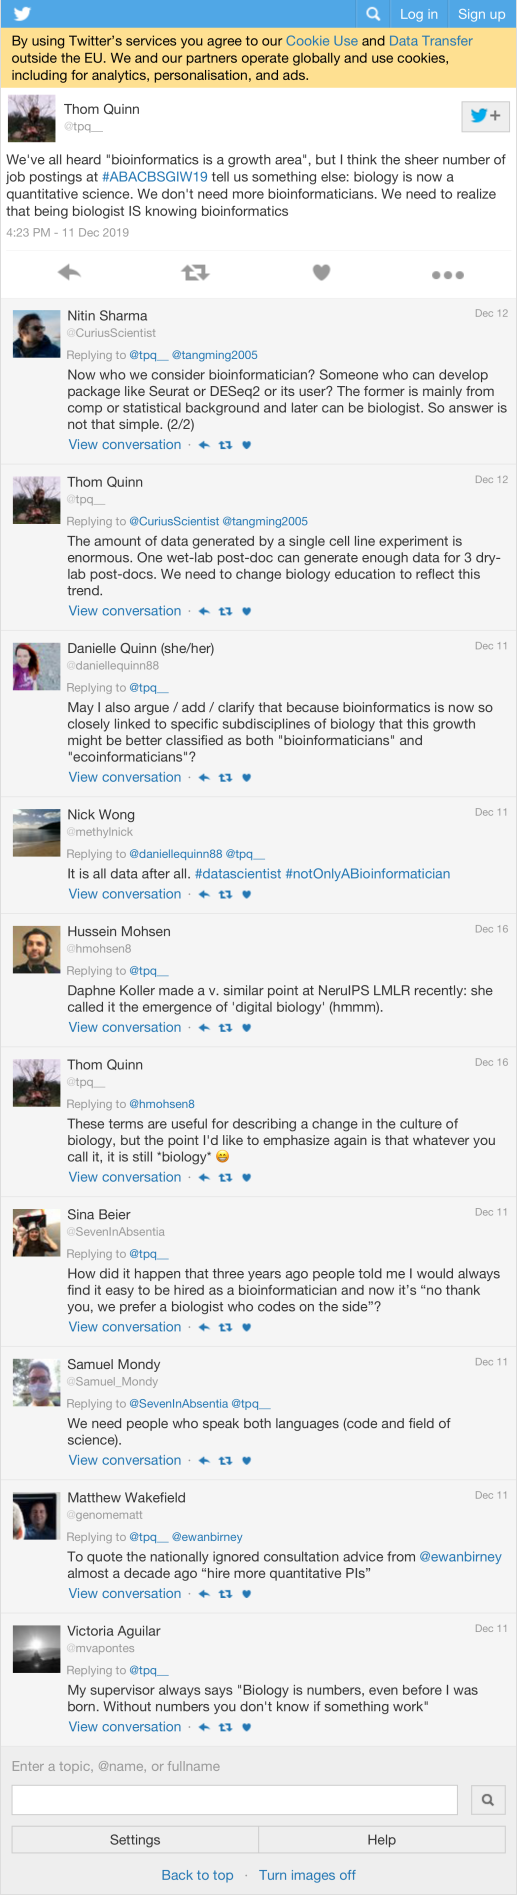 Log in
Sign up
By using Twitter’s services you agree to our Cookie Use and Data Transfer
outside the EU. We and our partners operate globally and use cookies,
including for analytics, personalisation, and ads.
Thom Quinn
@tpq__
We've all heard "bioinformatics is a growth area", but I think the sheer number of
job postings at #ABACBSGIW19 tell us something else: biology is now a
quantitative science. We don't need more bioinformaticians. We need to realize
that being biologist IS knowing bioinformatics
4:23 PM - 11 Dec 2019
Nitin Sharma
Dec 12
@CuriusScientist
Replying to @tpq__ @tangming2005
Now who we consider bioinformatician? Someone who can develop
package like Seurat or DESeq2 or its user? The former is mainly from
comp or statistical background and later can be biologist. So answer is
not that simple. (2/2)
View conversation ·
Thom Quinn
Dec 12
@tpq__
Replying to @CuriusScientist @tangming2005
The amount of data generated by a single cell line experiment is
enormous. One wet-lab post-doc can generate enough data for 3 dry-
lab post-docs. We need to change biology education to reflect this
trend.
View conversation ·
Danielle Quinn (she/her)
Dec 11
@daniellequinn88
Replying to @tpq__
May I also argue / add / clarify that because bioinformatics is now so
closely linked to specific subdisciplines of biology that this growth
might be better classified as both "bioinformaticians" and
"ecoinformaticians"?
View conversation ·
Nick Wong
Dec 11
@methylnick
Replying to @daniellequinn88 @tpq__
It is all data after all. #datascientist #notOnlyABioinformatician
View conversation ·
Hussein Mohsen
Dec 16
@hmohsen8
Replying to @tpq__
Daphne Koller made a v. similar point at NeruIPS LMLR recently: she
called it the emergence of 'digital biology' (hmmm).
View conversation ·
Thom Quinn
Dec 16
@tpq__
Replying to @hmohsen8
These terms are useful for describing a change in the culture of
biology, but the point I'd like to emphasize again is that whatever you
call it, it is still *biology* 😄
View conversation ·
Sina Beier
Dec 11
@SevenInAbsentia
Replying to @tpq__
How did it happen that three years ago people told me I would always
find it easy to be hired as a bioinformatician and now it’s “no thank
you, we prefer a biologist who codes on the side”?
View conversation ·
Samuel Mondy
Dec 11
@Samuel_Mondy
Replying to @SevenInAbsentia @tpq__
We need people who speak both languages (code and field of
science).
View conversation ·
Matthew Wakefield
Dec 11
@genomematt
Replying to @tpq__ @ewanbirney
To quote the nationally ignored consultation advice from @ewanbirney
almost a decade ago “hire more quantitative PIs”
View conversation ·
Victoria Aguilar
Dec 11
@mvapontes
Replying to @tpq__
My supervisor always says "Biology is numbers, even before I was
born. Without numbers you don't know if something work"
View conversation ·
Enter a topic, @name, or fullname
Settings
Help
Back to top · Turn images off